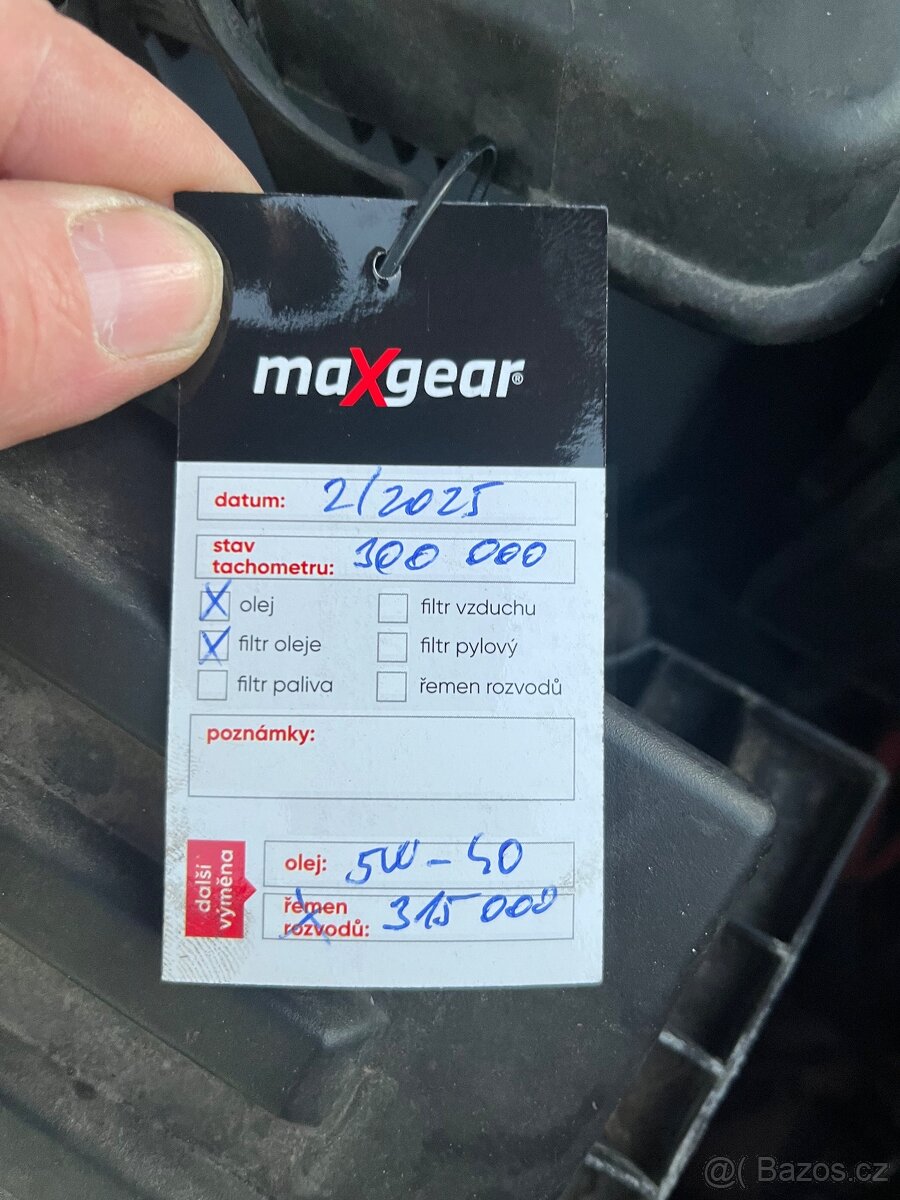 maXgear®
datum: 2/2025
stav tachometru: 300 000
X olej
filtr vzduchu
X filtr oleje
filtr pylový
filtr paliva
řemen rozvodů
poznámky:
další výměna
olej: 5W-40
řemen rozvodů: 315 000
@( Bazos.cz